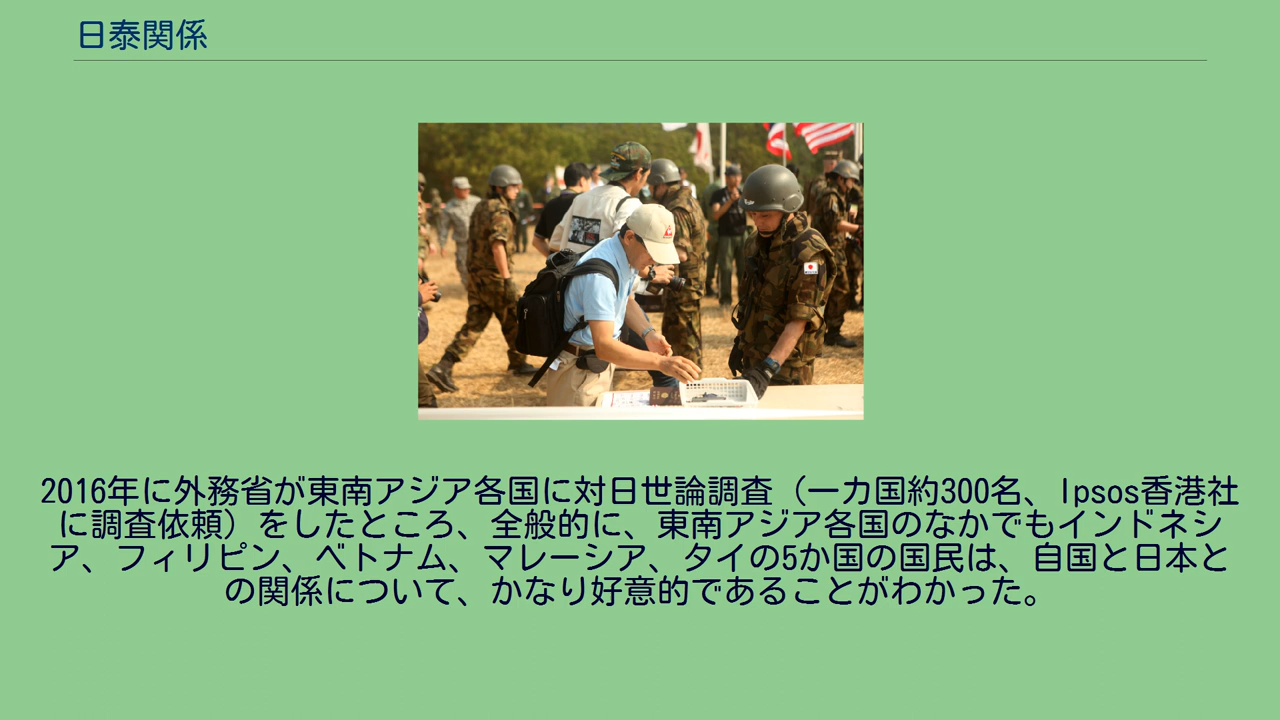 日泰関係
2016年に外務省が東南アジア各国に対日世論調査（一カ国約300名、Ipsos香港社
に調査依頼）をしたところ、全般的に、東南アジア各国のなかでもインドネシ
ア、フィリピン、ベトナム、マレーシア、タイの5か国の国民は、自国と日本と
の関係について、かなり好意的であることがわかった。